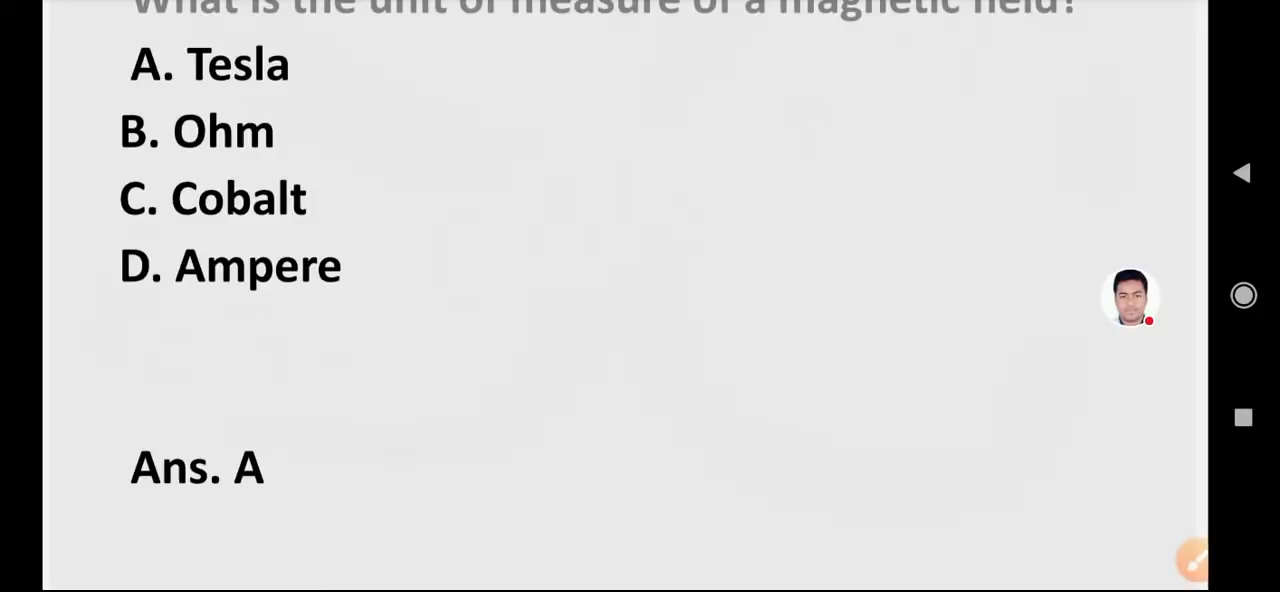 What is the unit of measure of a magnetic field?
A. Tesla
B. Ohm
C. Cobalt
D. Ampere
Ans. A